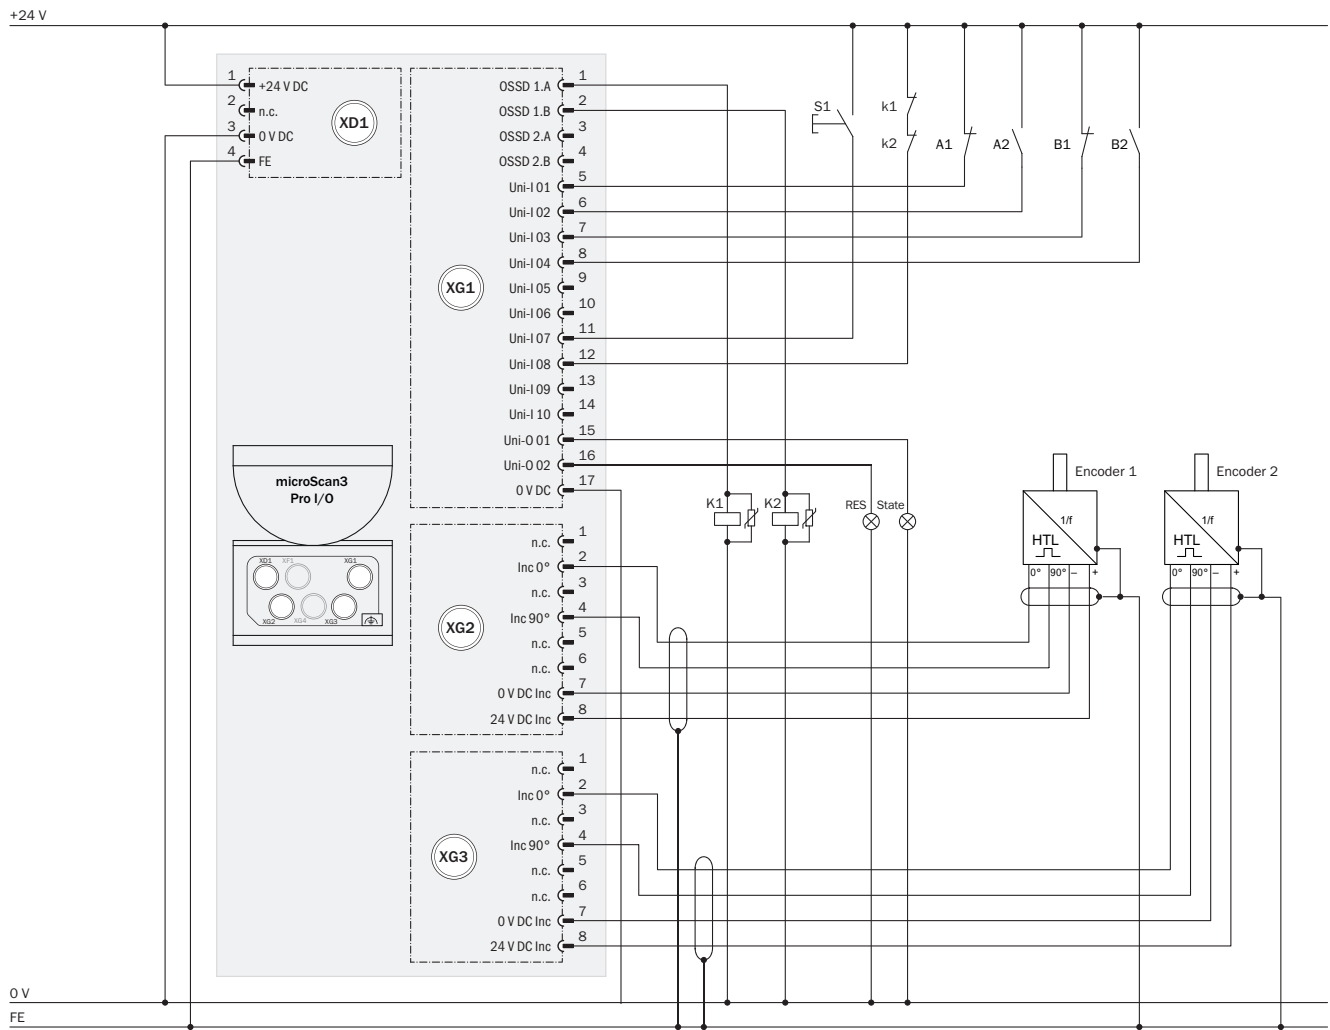 +24 V
1 +24 V DC
2 n.c.
3 0 V DC
4 FE
XD1
OSSD 1.A 1
OSSD 1.B 2
OSSD 2.A 3
OSSD 2.B 4
Uni-I 01 5
Uni-I 02 6
Uni-I 03 7
Uni-I 04 8
Uni-I 05 9
Uni-I 06 10
Uni-I 07 11
Uni-I 08 12
Uni-I 09 13
Uni-I 10 14
Uni-O 01 15
Uni-O 02 16
0 V DC 17
XG1
S1
k1
k2
A1
A2
B1
B2
microScan3
Pro I/O
XD1 XF1 XG1
XG2 XG4 XG3
K1
K2
RES
State
Encoder 1
1/f
HTL
0° 90° – +
Encoder 2
1/f
HTL
0° 90° – +
n.c. 1
Inc 0° 2
n.c. 3
Inc 90° 4
n.c. 5
n.c. 6
0 V DC Inc 7
24 V DC Inc 8
XG2
n.c. 1
Inc 0° 2
n.c. 3
Inc 90° 4
n.c. 5
n.c. 6
0 V DC Inc 7
24 V DC Inc 8
XG3
0 V
FE